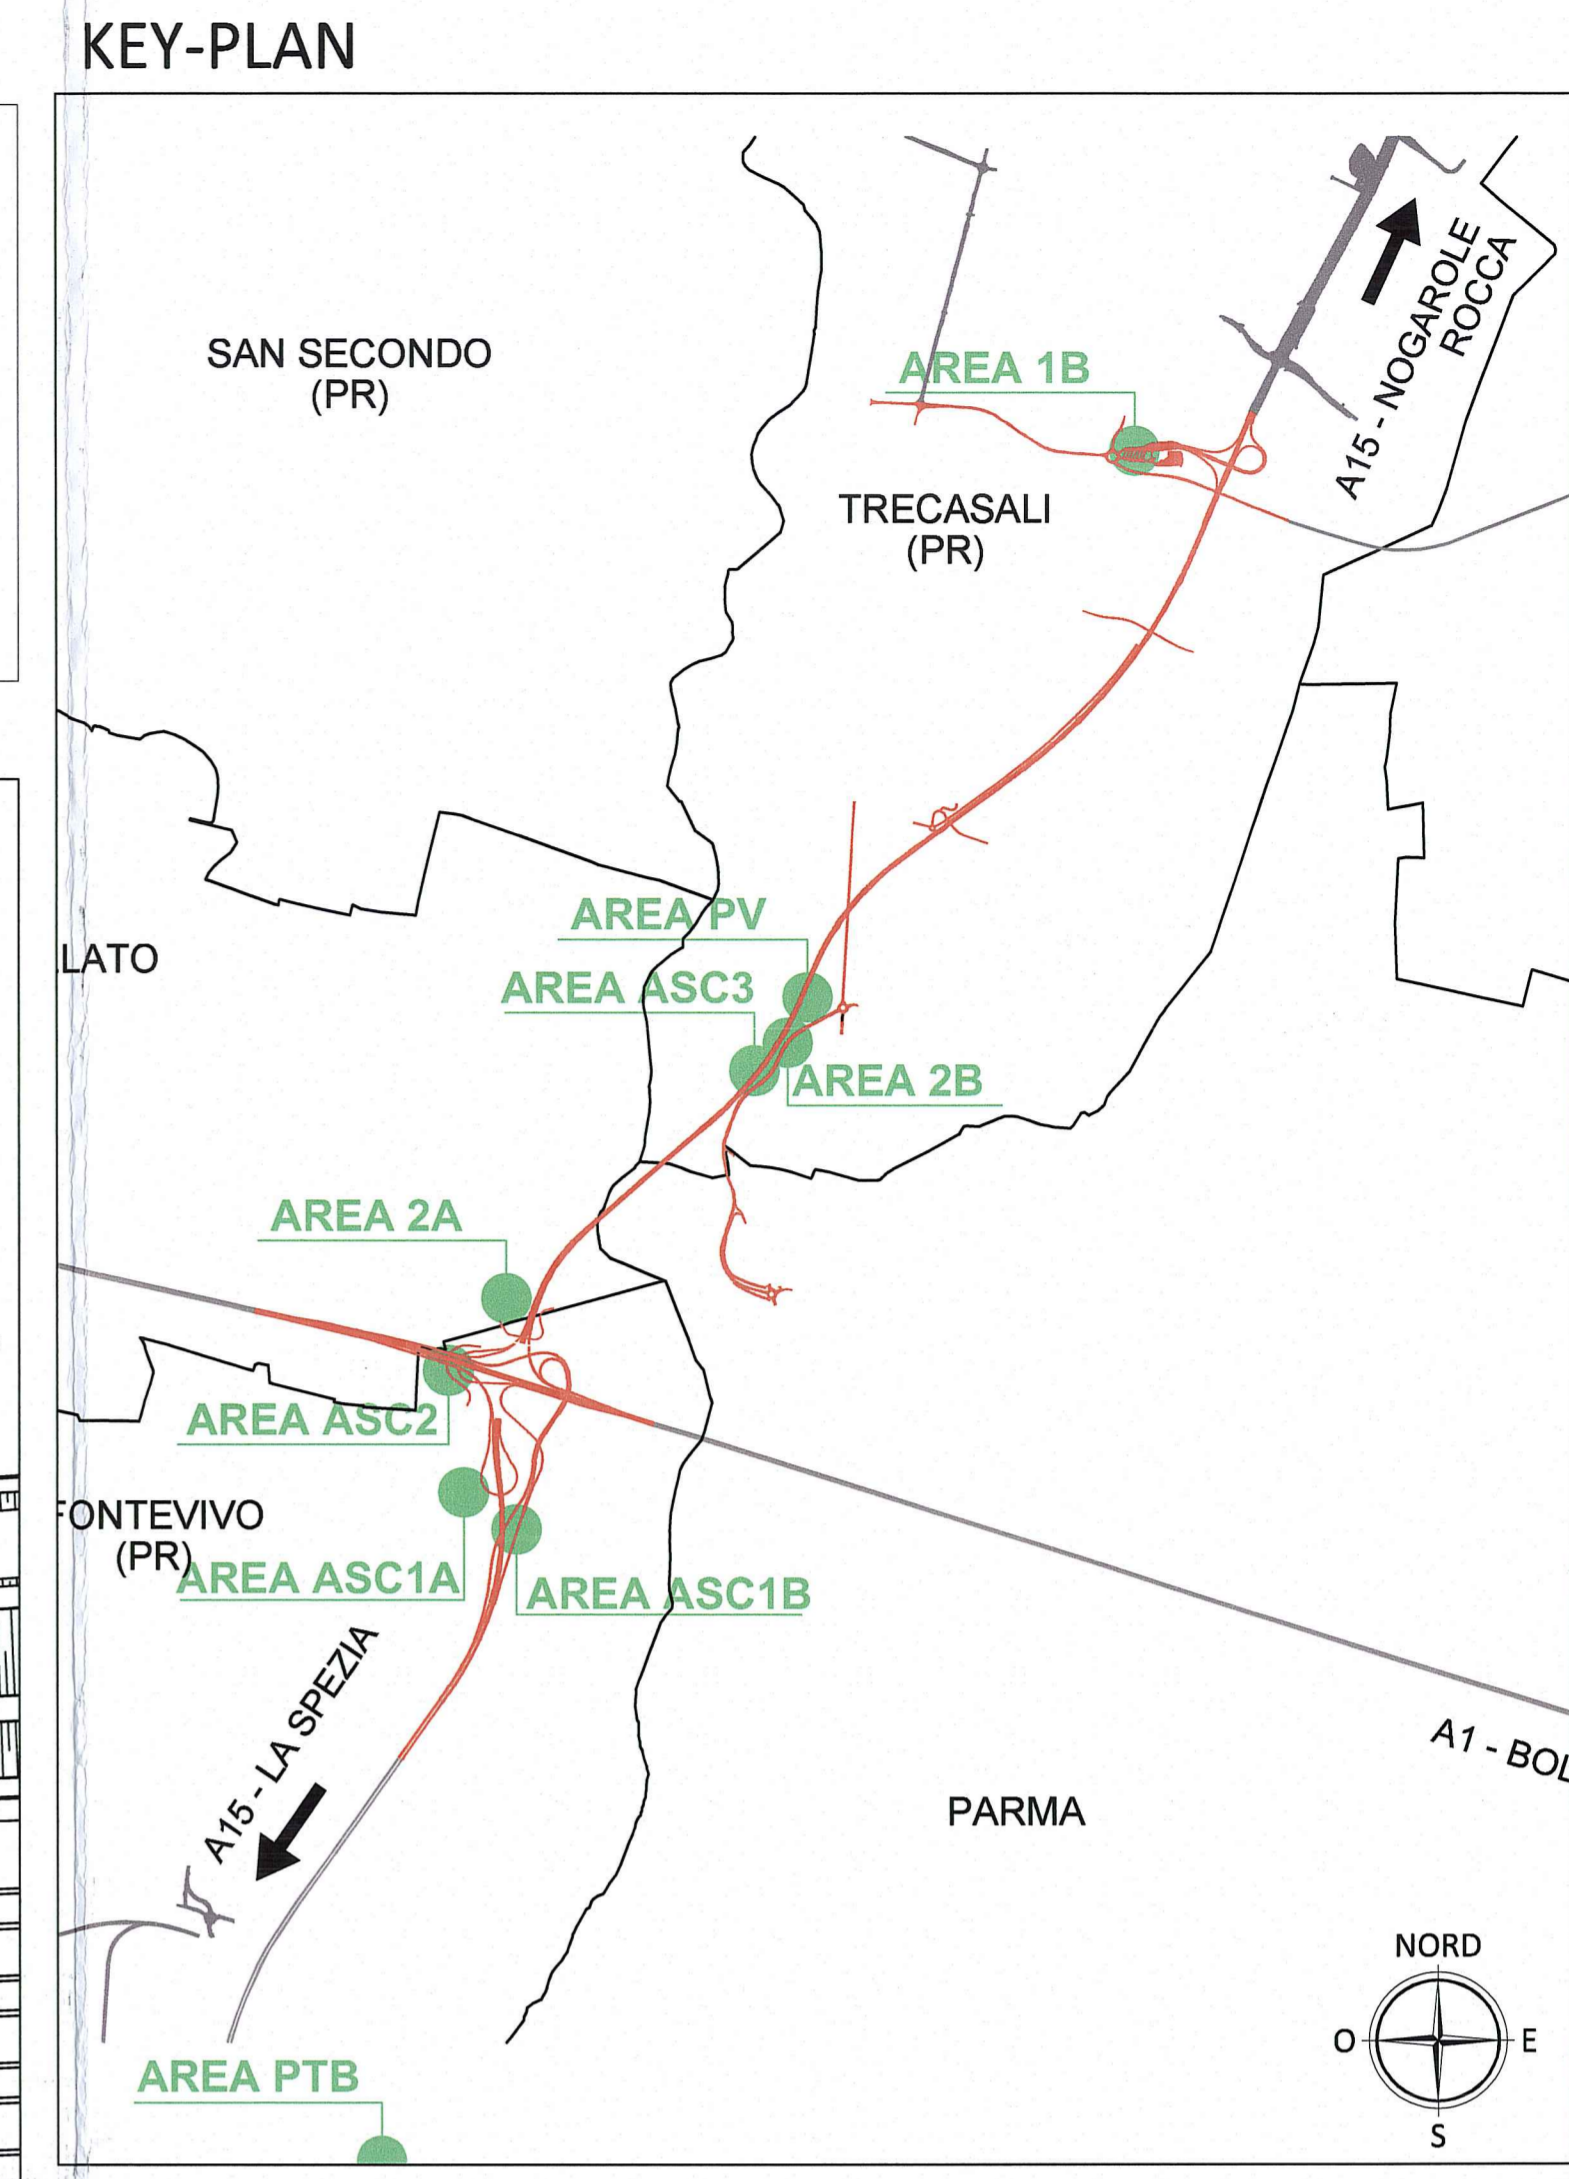 KEY-PLAN
SAN SECONDO
(PR)
A15 - NOGAROLE
ROCCA
AREA 1B
TRECASALI
(PR)
AREA PV
LATO
AREA ASC3
AREA 2B
AREA 2A
AREA ASC2
FONTEVIVO
(PR)
AREA ASC1A
AREA ASC1B
A15 - LA SPEZIA
A1 - BOL
PARMA
NORD
O
E
S
AREA PTB